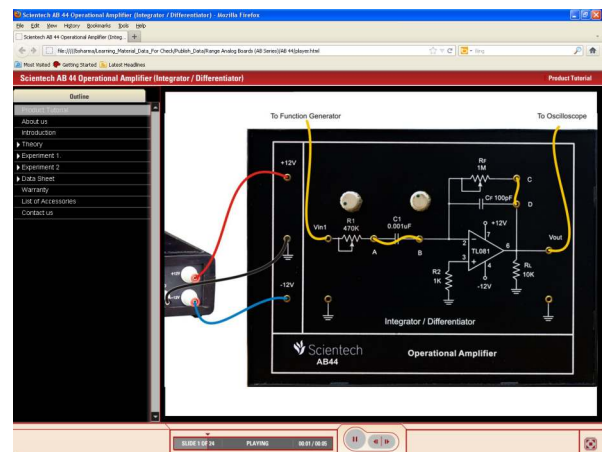 Scientech AB 44 Operational Amplifier (Integrator / Differentiator) - Mozilla Firefox
File Edit View History Bookmarks Tools Help
Scientech AB 44 Operational Amplifier (Integ...
Most Visited Getting Started Latest Headlines
Scientech AB 44 Operational Amplifier (Integrator / Differentiator)
Product Tutorial
Outline
Product Tutorial
About us
Introduction
Theory
Experiment 1.
Experiment 2
Data Sheet
Warranty
List of Accessories
Contact us
To Function Generator
To Oscilloscope
+12V
RF
1M
C
CF 100pF
D
Vin1
R1
470K
C1
0.001uF
A
B
+12V
7
2
TL081
6
Vout
3
4
-12V
R2
1K
RL
10K
-12V
+12V
-12V
Integrator / Differentiator
Scientech
AB44
Operational Amplifier
SLIDE 1 OF 24
PLAYING
00:01 / 00:05